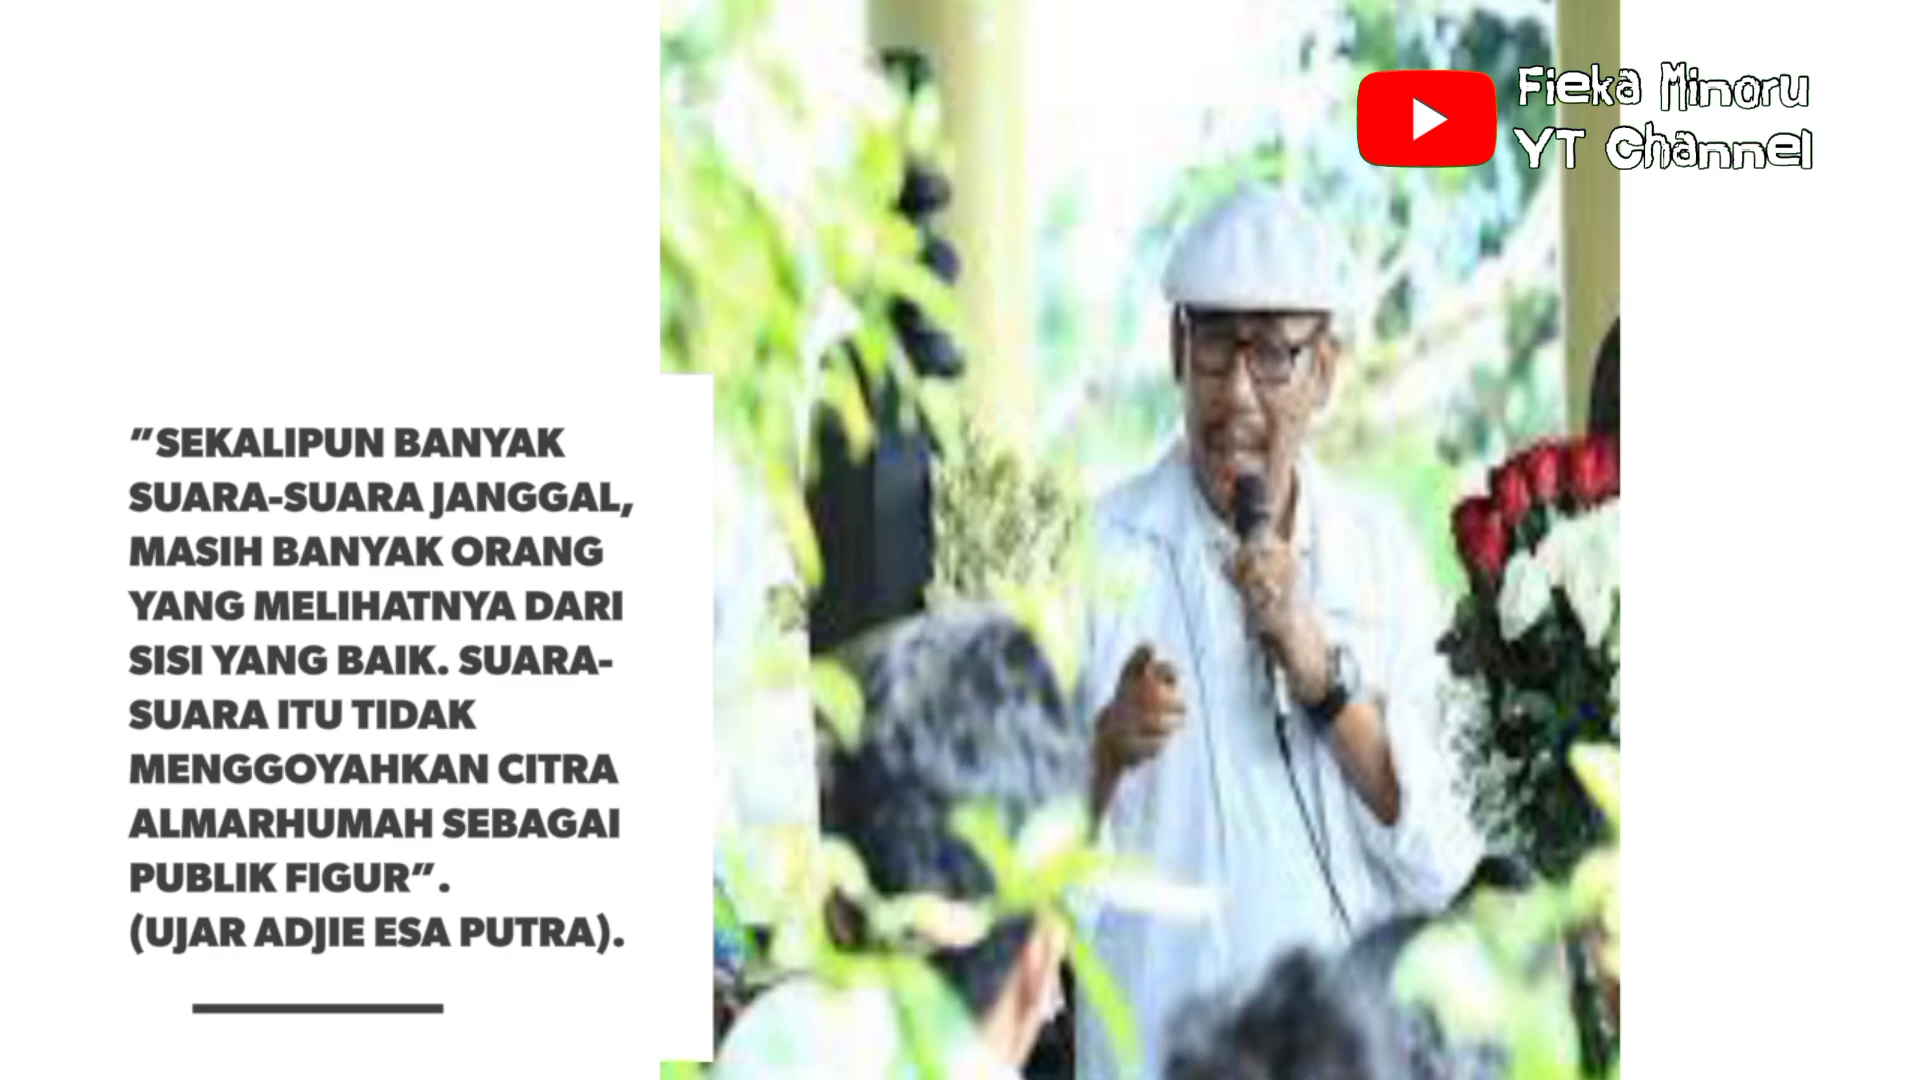 "SEKALIPUN BANYAK
SUARA-SUARA JANGGAL,
MASIH BANYAK ORANG
YANG MELIHATNYA DARI
SISI YANG BAIK. SUARA-
SUARA ITU TIDAK
MENGGOYAHKAN CITRA
ALMARHUMAH SEBAGAI
PUBLIK FIGUR".
(UJAR ADJIE ESA PUTRA).
Fieka Minoru
YT Channel